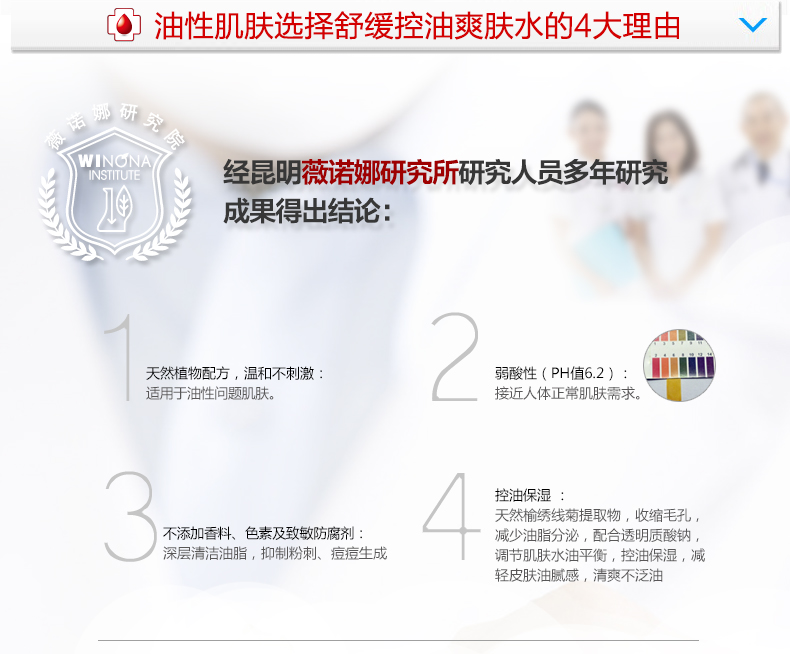 油性肌肤选择舒缓控油爽肤水的4大理由
薇诺娜研究院
WINONA
INSTITUTE
经昆明薇诺娜研究所研究人员多年研究
成果得出结论：
1
天然植物配方，温和不刺激：
适用于油性问题肌肤。
2
弱酸性（PH值6.2）：
接近人体正常肌肤需求。
3
不添加香料、色素及致敏防腐剂：
深层清洁油脂，抑制粉刺、痘痘生成
4
控油保湿 ：
天然榆绣线菊提取物，收缩毛孔，
减少油脂分泌，配合透明质酸钠，
调节肌肤水油平衡，控油保湿，减
轻皮肤油腻感，清爽不泛油